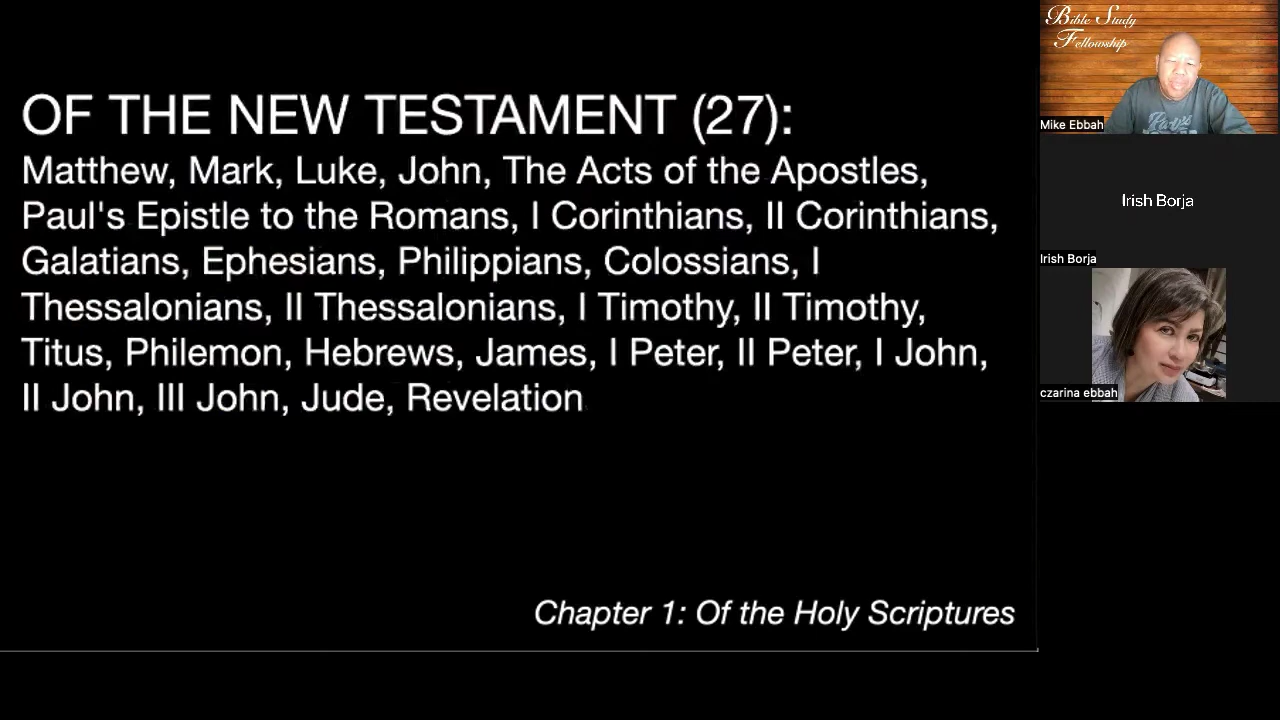 OF THE NEW TESTAMENT (27):
Matthew, Mark, Luke, John, The Acts of the Apostles,
Paul's Epistle to the Romans, I Corinthians, II Corinthians,
Galatians, Ephesians, Philippians, Colossians, I
Thessalonians, II Thessalonians, I Timothy, II Timothy,
Titus, Philemon, Hebrews, James, I Peter, II Peter, I John,
II John, III John, Jude, Revelation
Chapter 1: Of the Holy Scriptures
Bible Study
Fellowship
Mike Ebbah
Irish Borja
Irish Borja
czarina ebbah